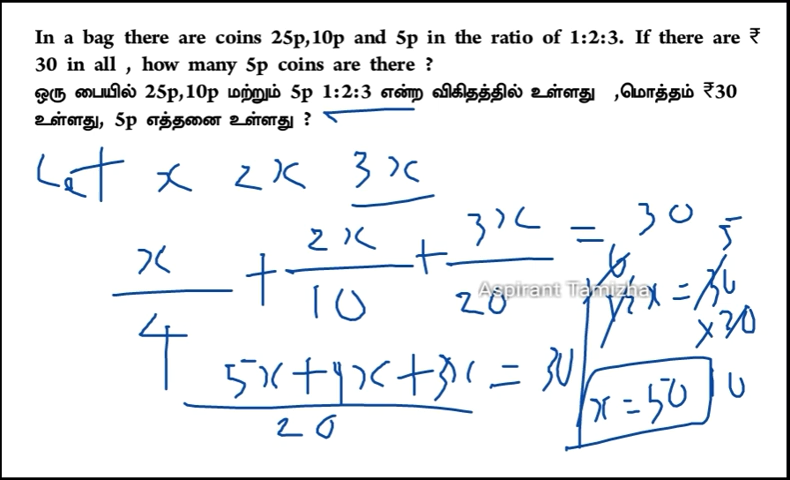 In a bag there are coins 25p,10p and 5p in the ratio of 1:2:3. If there are ₹
30 in all , how many 5p coins are there ?
ஒரு பையில் 25p,10p மற்றும் 5p 1:2:3 என்ற விகிதத்தில் உள்ளது ,மொத்தம் ₹30
உள்ளது, 5p எத்தனை உள்ளது ?
Let x 2x 3x
x/4 + 2x/10 + 3x/20 = 30
Aspirant Tamizha
5x+4x+3x/20 = 30
x = 50